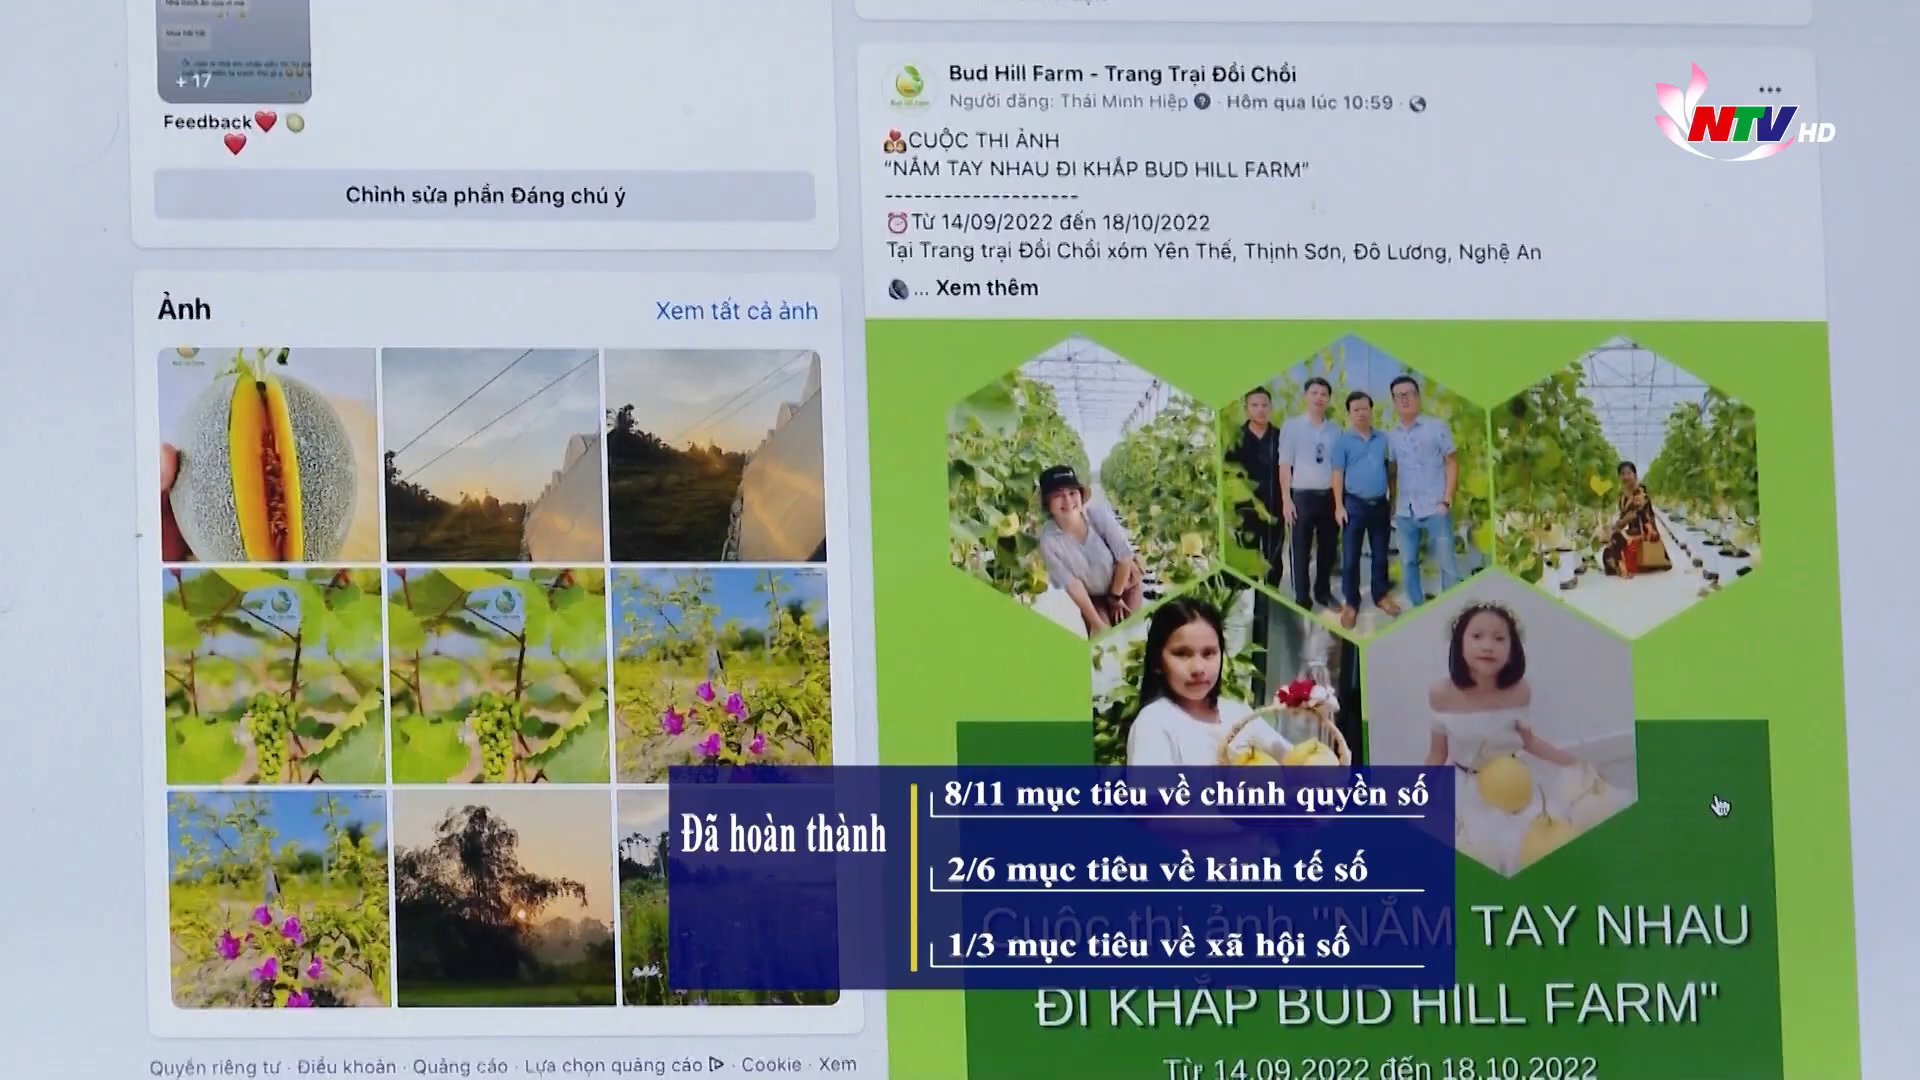 +17
Feedback
Chỉnh sửa phần Đáng chú ý
Ảnh
Xem tất cả ảnh
Quyền riêng tư · Điều khoản · Quảng cáo · Lựa chọn quảng cáo · Cookie · Xem
Bud Hill Farm - Trang Trại Đồi Chồi
Người đăng: Thái Minh Hiệp · Hôm qua lúc 10:59 ·
CUỘC THI ẢNH
"NẮM TAY NHAU ĐI KHẮP BUD HILL FARM"
--------------------
Từ 14/09/2022 đến 18/10/2022
Tại Trang trại Đồi Chồi xóm Yên Thế, Thịnh Sơn, Đô Lương, Nghệ An
... Xem thêm
NTV HD
Đã hoàn thành
8/11 mục tiêu về chính quyền số
2/6 mục tiêu về kinh tế số
1/3 mục tiêu về xã hội số
Cuộc thi ảnh "NẮM TAY NHAU
ĐI KHẮP BUD HILL FARM"
Từ 14.09.2022 đến 18.10.2022